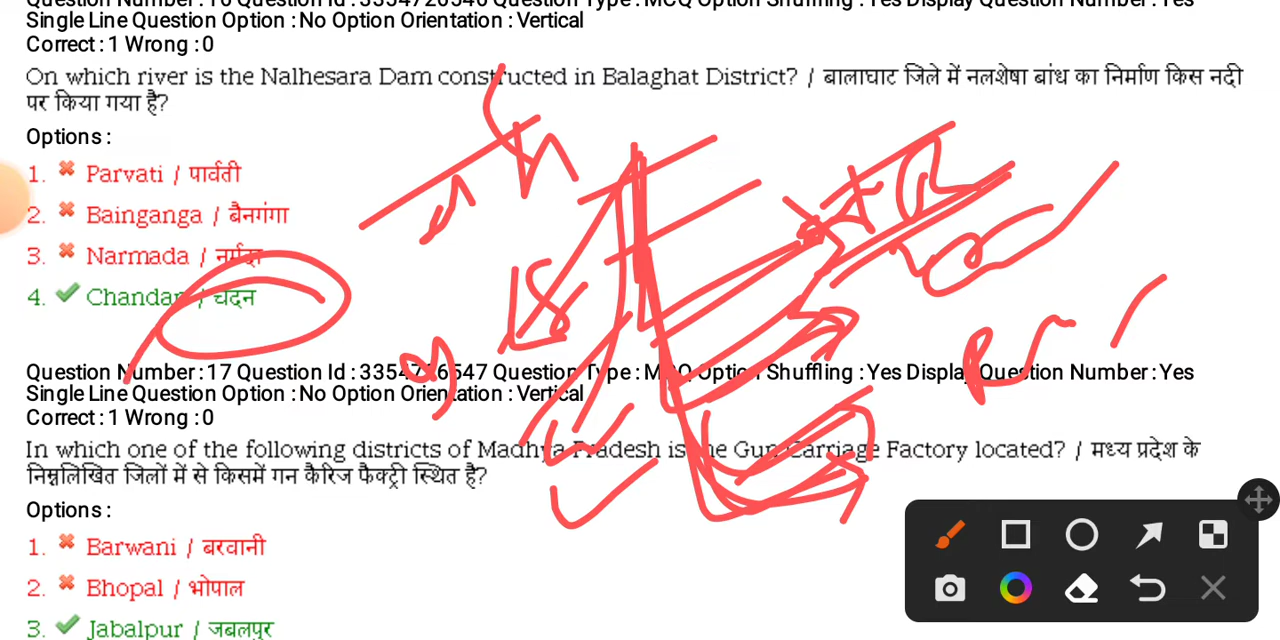 Question Number : 16 Question Id : 3354726546 Question Type : MCQ Option Shuffling : Yes Display Question Number : Yes
Single Line Question Option : No Option Orientation : Vertical
Correct : 1 Wrong : 0
On which river is the Nalhesara Dam constructed in Balaghat District? / बालाघाट जिले में नलशेषा बांध का निर्माण किस नदी
पर किया गया है?
Options :
1. Parvati / पार्वती
2. Bainganga / बैनगंगा
3. Narmada / नर्मदा
4. Chandan / चंदन
Question Number : 17 Question Id : 3354726547 Question Type : MCQ Option Shuffling : Yes Display Question Number : Yes
Single Line Question Option : No Option Orientation : Vertical
Correct : 1 Wrong : 0
In which one of the following districts of Madhya Pradesh is the Gun Carriage Factory located? / मध्य प्रदेश के
निम्नलिखित जिलों में से किसमें गन कैरिज फैक्ट्री स्थित है?
Options :
1. Barwani / बरवानी
2. Bhopal / भोपाल
3. Jabalpur / जबलपुर